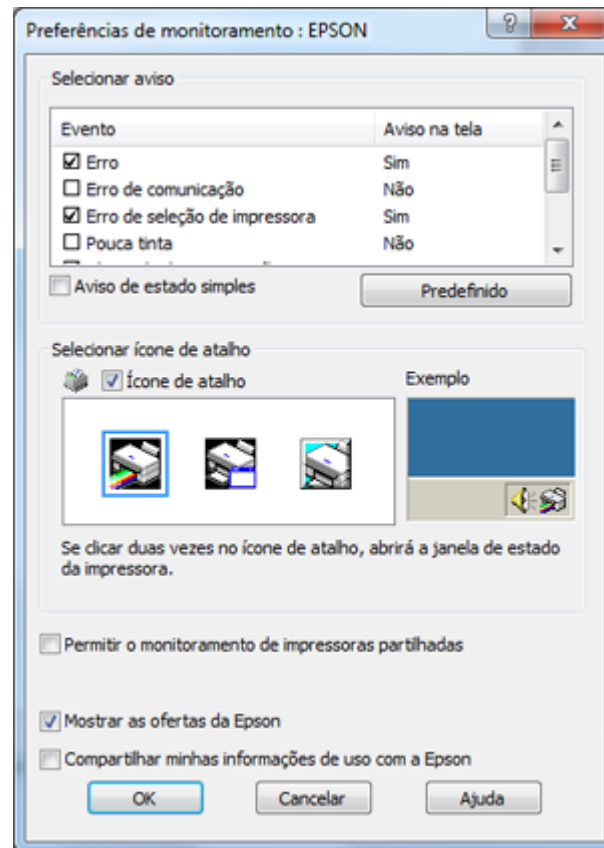 Preferências de monitoramento : EPSON
Selecionar aviso
Evento Aviso na tela
Erro Sim
Erro de comunicação Não
Erro de seleção de impressora Sim
Pouca tinta Não
Aviso de estado simples Predefinido
Selecionar ícone de atalho
Ícone de atalho Exemplo
Se clicar duas vezes no ícone de atalho, abrirá a janela de estado
da impressora.
Permitir o monitoramento de impressoras partilhadas
Mostrar as ofertas da Epson
Compartilhar minhas informações de uso com a Epson
OK Cancelar Ajuda